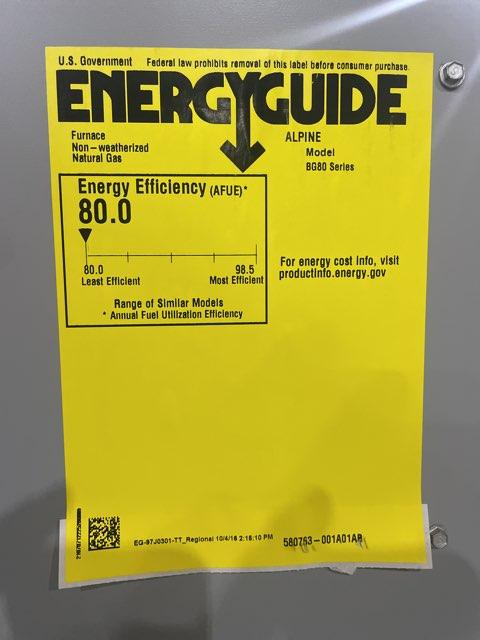 U.S. Government Federal law prohibits removal of this label before consumer purchase.
ENERGYGUIDE
Furnace
Non-weatherized
Natural Gas
ALPINE
Model
BG80 Series
Energy Efficiency (AFUE)*
80.0
80.0 98.5
Least Efficient Most Efficient
Range of Similar Models
* Annual Fuel Utilization Efficiency
For energy cost info, visit
productinfo.energy.gov
EG-97J0301-TT_Regional 10/4/16 2:15:10 PM 580763-001A01AB